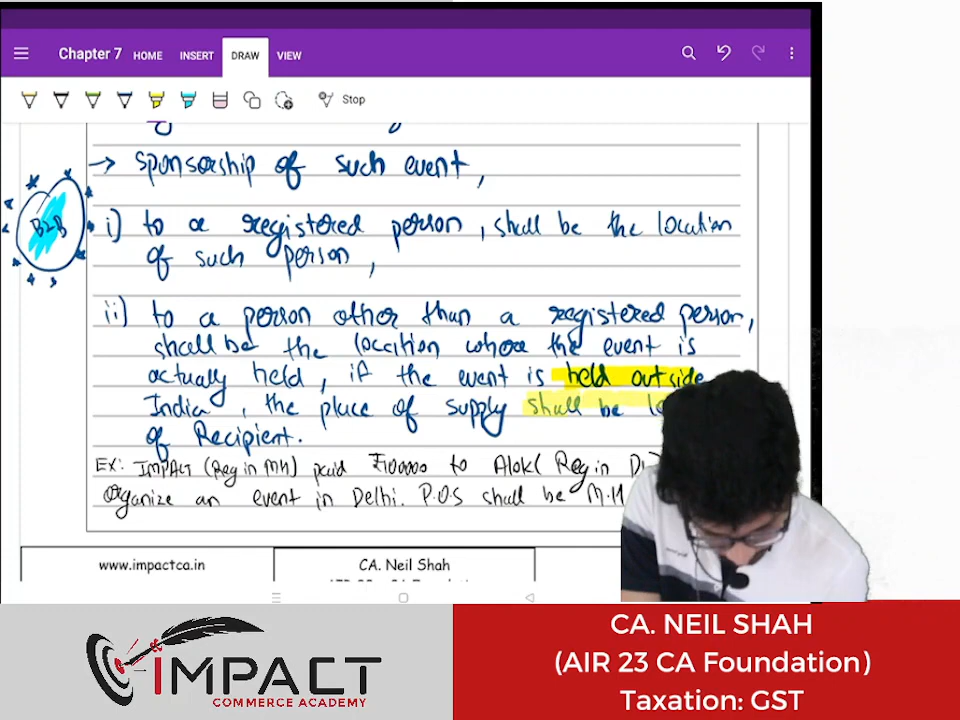 Chapter 7 HOME INSERT DRAW VIEW
Stop
→ Sponsorship of such event,
B2B
i) to a registered person, shall be the location
of such person,
ii) to a person other than a registered person,
shall be the location where the event is
actually held, if the event is held outside
India, the place of supply shall be
of Recipient.
EX: IMPACT (Reg in MH) paid ₹100000 to Alok (Reg in
Organize an event in Delhi. P.O.S shall be M.H
www.impactca.in
CA. Neil Shah
IMPACT
COMMERCE ACADEMY
CA. NEIL SHAH
(AIR 23 CA Foundation)
Taxation: GST